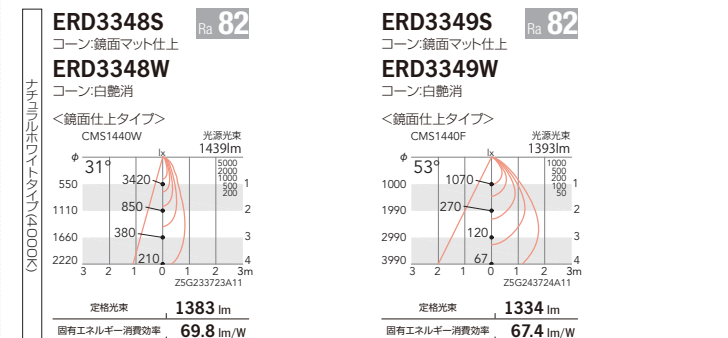 ナチュラルホワイトタイプ(4000K)
ERD3348S Ra 82
コーン:鏡面マット仕上
ERD3348W
コーン:白艶消
<鏡面仕上タイプ>
CMS1440W 光源光束
1439lm
φ lx
31° 5000
2000
1000
500
200
550 3420 1
1110 850 2
1660 380 3
2220 210 4
3 2 1 0 1 2 3m
Z5G233723A11
定格光束 1383 lm
固有エネルギー消費効率 69.8 lm/W
ERD3349S Ra 82
コーン:鏡面マット仕上
ERD3349W
コーン:白艶消
<鏡面仕上タイプ>
CMS1440F 光源光束
1393lm
φ lx
53° 1000
500
200
100
50
1000 1070 1
1990 270 2
2990 120 3
3990 67 4
3 2 1 0 1 2 3m
Z5G243724A11
定格光束 1334 lm
固有エネルギー消費効率 67.4 lm/W